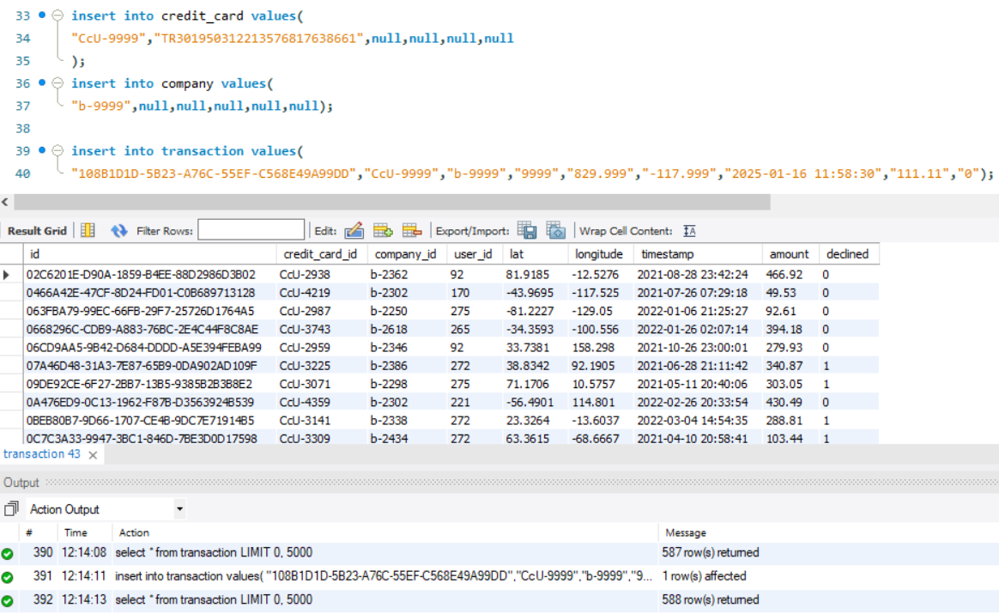 33 insert into credit_card values(
34 "CcU-9999","TR301950312213576817638661",null,null,null,null
35 );
36 insert into company values(
37 "b-9999",null,null,null,null,null);
38
39 insert into transaction values(
40 "108B1D1D-5B23-A76C-55EF-C568E49A99DD","CcU-9999","b-9999","9999","829.999","-117.999","2025-01-16 11:58:30","111.11","0");
Result Grid Filter Rows: Edit: Export/Import: Wrap Cell Content: IA
id credit_card_id company_id user_id lat longitude timestamp amount declined
02C6201E-D90A-1859-B4EE-88D2986D3B02 CcU-2938 b-2362 92 81.9185 -12.5276 2021-08-28 23:42:24 466.92 0
0466A42E-47CF-8D24-FD01-C0B689713128 CcU-4219 b-2302 170 -43.9695 -117.525 2021-07-26 07:29:18 49.53 0
063FBA79-99EC-66FB-29F7-25726D1764A5 CcU-2987 b-2250 275 -81.2227 -129.05 2022-01-06 21:25:27 92.61 0
0668296C-CDB9-A883-76BC-2E4C44F8C8AE CcU-3743 b-2618 265 -34.3593 -100.556 2022-01-26 02:07:14 394.18 0
06CD9AA5-9B42-D684-DDDD-A5E394FEBA99 CcU-2959 b-2346 92 33.7381 158.298 2021-10-26 23:00:01 279.93 0
07A46D48-31A3-7E87-65B9-0DA902AD109F CcU-3225 b-2386 272 38.8342 92.1905 2021-06-28 21:11:42 340.87 1
09DE92CE-6F27-2BB7-13B5-9385B2B3B8E2 CcU-3071 b-2298 275 71.1706 10.5757 2021-05-11 20:40:06 303.05 1
0A476ED9-0C13-1962-F87B-D3563924B539 CcU-4359 b-2302 221 -56.4901 114.801 2022-02-26 20:33:54 430.49 0
0BEB80B7-9D66-1707-CE4B-9DC7E71914B5 CcU-3141 b-2338 272 23.3264 -13.6037 2022-03-04 14:54:35 288.81 1
0C7C3A33-9947-3BC1-846D-7BE3D0D17598 CcU-3309 b-2434 272 63.3615 -68.6667 2021-04-10 20:58:41 103.44 1
transaction 43
Output
Action Output
# Time Action Message
390 12:14:08 select * from transaction LIMIT 0, 5000 587 row(s) returned
391 12:14:11 insert into transaction values( "108B1D1D-5B23-A76C-55EF-C568E49A99DD","CcU-9999","b-9999","9... 1 row(s) affected
392 12:14:13 select * from transaction LIMIT 0, 5000 588 row(s) returned